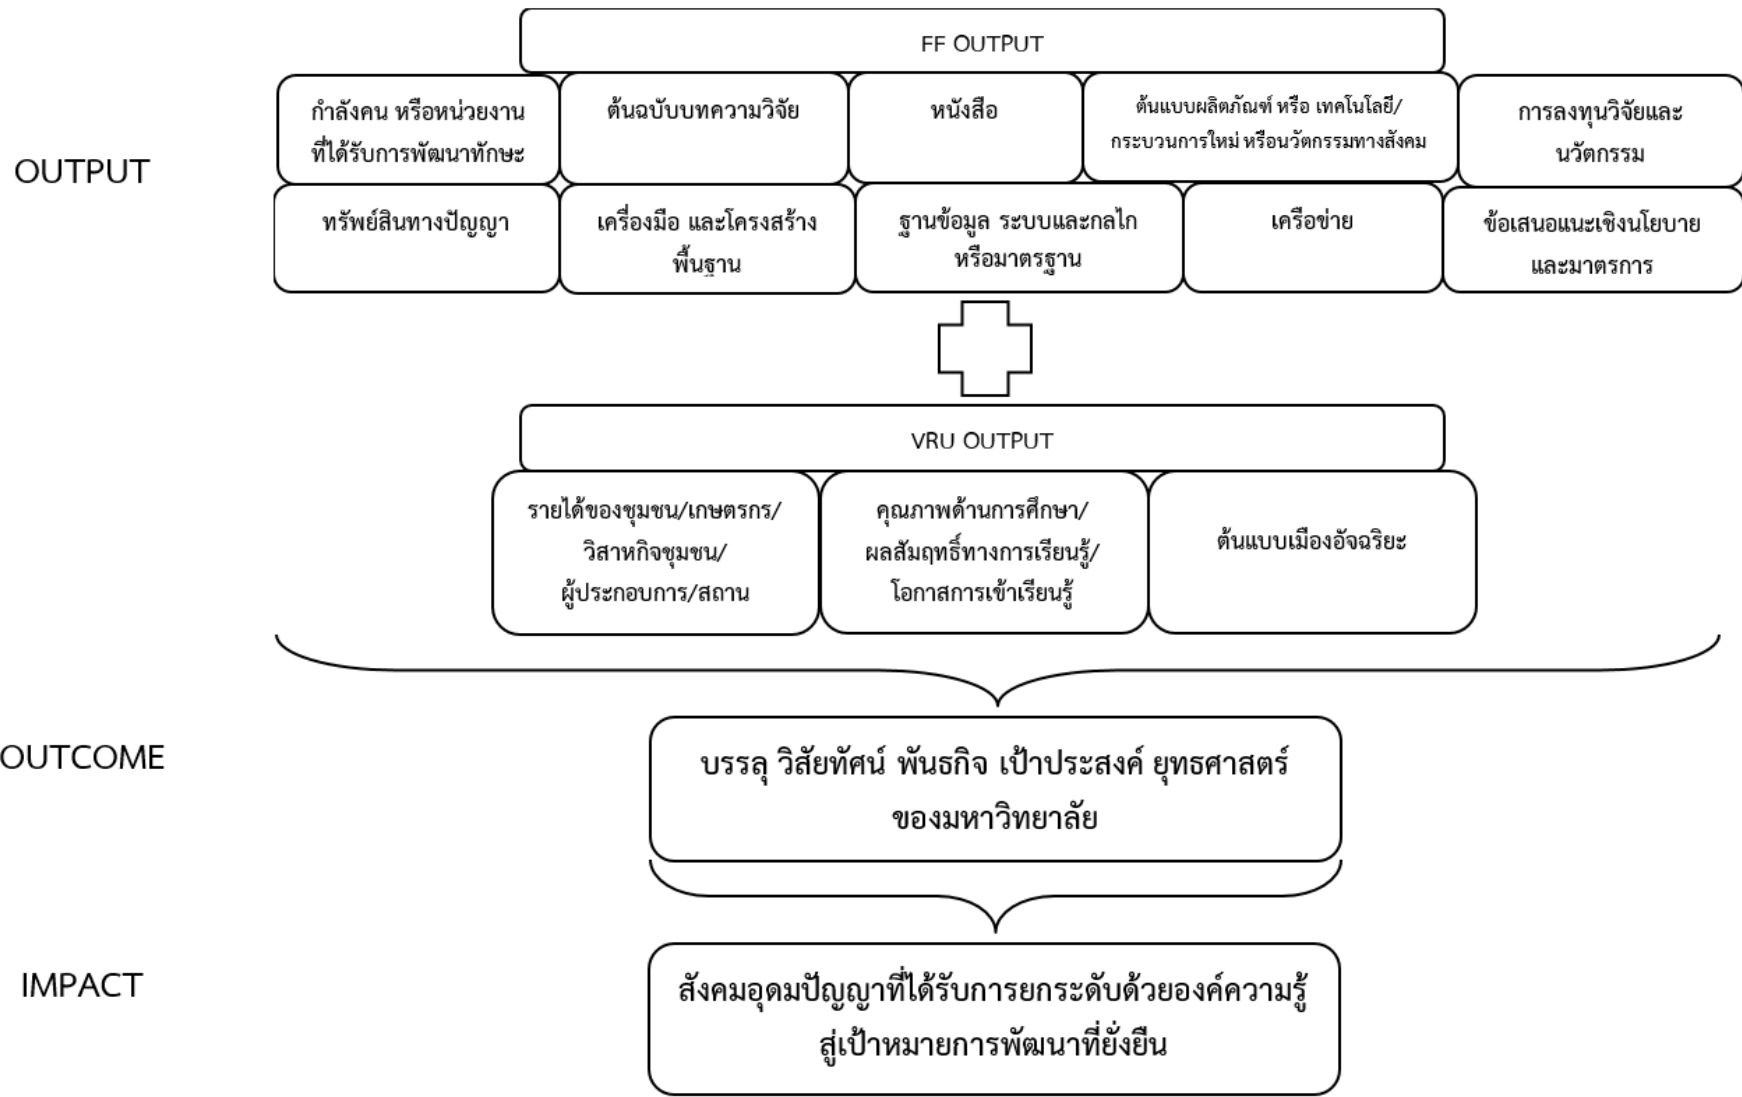 FF OUTPUT
กำลังคน หรือหน่วยงาน
ที่ได้รับการพัฒนาทักษะ
ต้นฉบับบทความวิจัย
หนังสือ
ต้นแบบผลิตภัณฑ์ หรือ เทคโนโลยี/
กระบวนการใหม่ หรือนวัตกรรมทางสังคม
การลงทุนวิจัยและ
นวัตกรรม
OUTPUT
ทรัพย์สินทางปัญญา
เครื่องมือ และโครงสร้าง
พื้นฐาน
ฐานข้อมูล ระบบและกลไก
หรือมาตรฐาน
เครือข่าย
ข้อเสนอแนะเชิงนโยบาย
และมาตรการ
VRU OUTPUT
รายได้ของชุมชน/เกษตรกร/
วิสาหกิจชุมชน/
ผู้ประกอบการ/สถาน
คุณภาพด้านการศึกษา/
ผลสัมฤทธิ์ทางการเรียนรู้/
โอกาสการเข้าเรียนรู้
ต้นแบบเมืองอัจฉริยะ
OUTCOME
บรรลุ วิสัยทัศน์ พันธกิจ เป้าประสงค์ ยุทธศาสตร์
ของมหาวิทยาลัย
IMPACT
สังคมอุดมปัญญาที่ได้รับการยกระดับด้วยองค์ความรู้
สู่เป้าหมายการพัฒนาที่ยั่งยืน